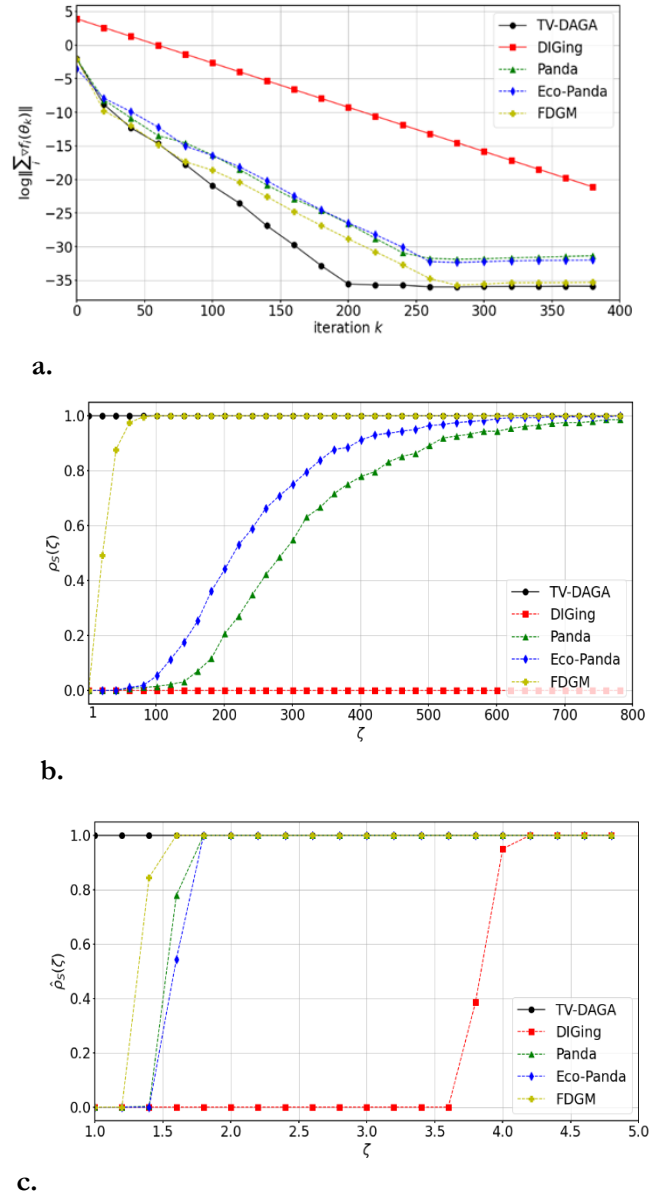 5
0
−5
−10
−15
−20
−25
−30
−35
log‖∑ᵢ ∇fᵢ(θₖ)‖
TV-DAGA
DIGing
Panda
Eco-Panda
FDGM
0 50 100 150 200 250 300 350 400
iteration k
a.
1.0
0.8
0.6
0.4
0.2
0.0
ρS(ζ)
TV-DAGA
DIGing
Panda
Eco-Panda
FDGM
1 100 200 300 400 500 600 700 800
ζ
b.
1.0
0.8
0.6
0.4
0.2
0.0
ρ̂S(ζ)
TV-DAGA
DIGing
Panda
Eco-Panda
FDGM
1.0 1.5 2.0 2.5 3.0 3.5 4.0 4.5 5.0
ζ
c.